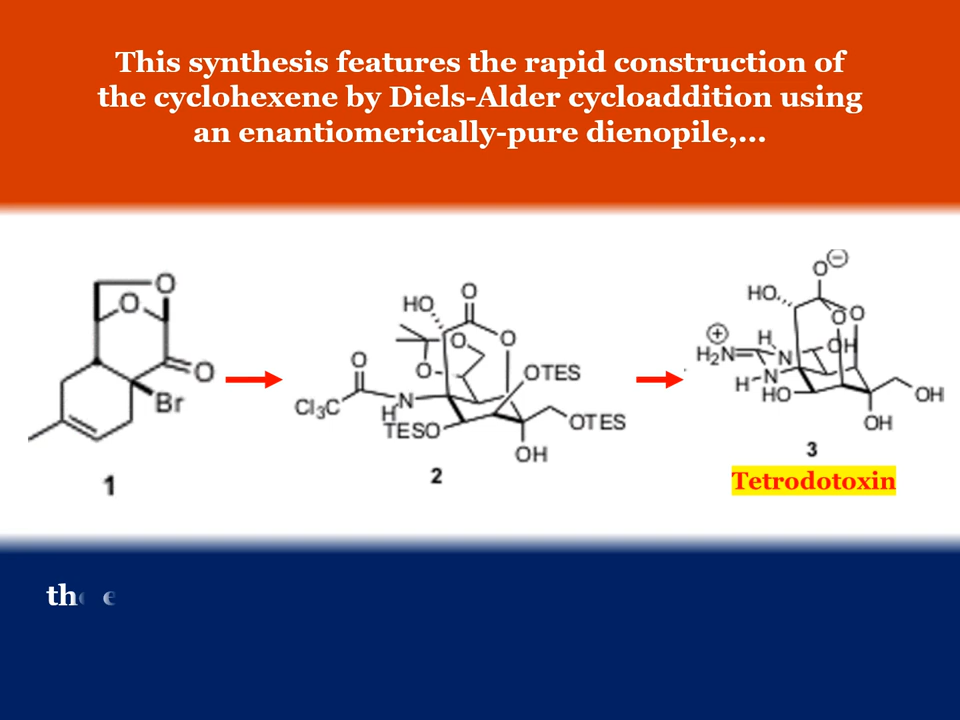 This synthesis features the rapid construction of
the cyclohexene by Diels-Alder cycloaddition using
an enantiomerically-pure dienopile,...
O
O
O
Br
1
HO
O
O
O
O
O
Cl₃C
N
H
OTES
TESO
OTES
OH
2
O⊖
HO
O
O
⊕
H₂N
H
N
OH
H
N
HO
OH
OH
3
Tetrodotoxin
th